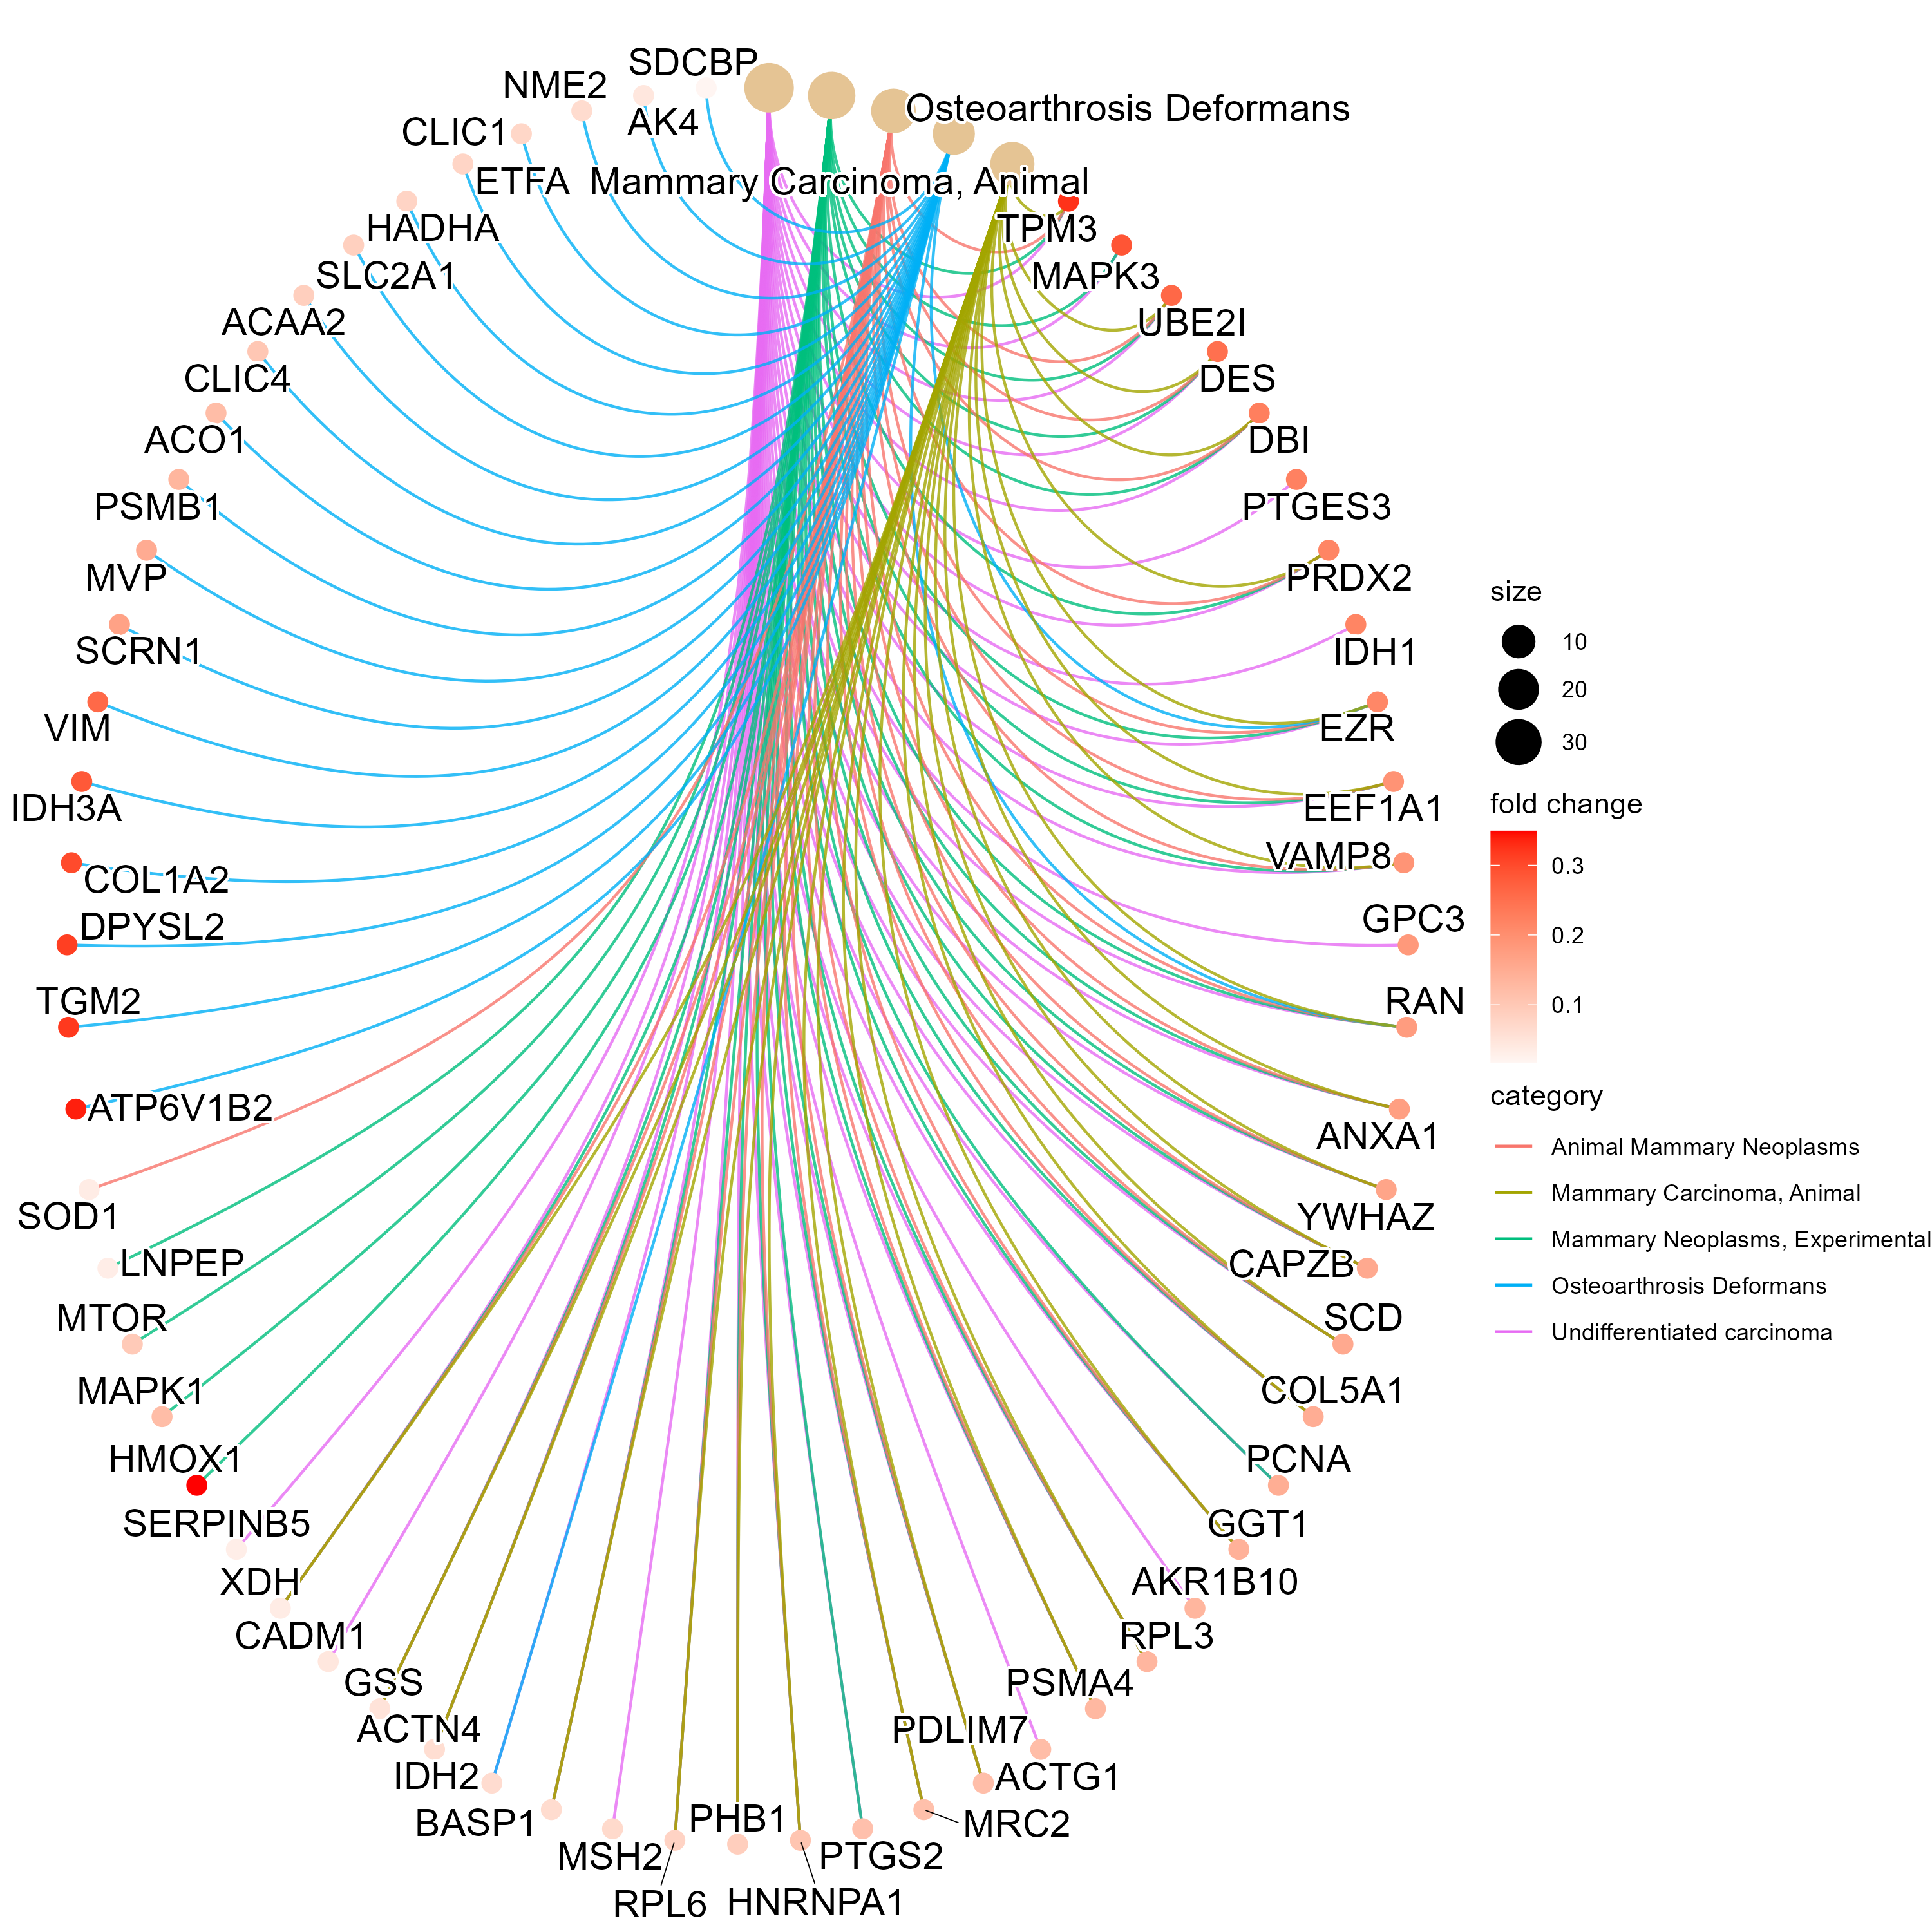 SDCBP
NME2
AK4
Osteoarthrosis Deformans
CLIC1
ETFA
Mammary Carcinoma, Animal
HADHA
TPM3
SLC2A1
MAPK3
ACAA2
UBE2I
CLIC4
DES
ACO1
DBI
PSMB1
PTGES3
MVP
PRDX2
SCRN1
IDH1
VIM
EZR
IDH3A
EEF1A1
COL1A2
VAMP8
DPYSL2
GPC3
TGM2
RAN
ATP6V1B2
ANXA1
SOD1
YWHAZ
LNPEP
CAPZB
MTOR
SCD
MAPK1
COL5A1
HMOX1
PCNA
SERPINB5
GGT1
XDH
AKR1B10
CADM1
RPL3
GSS
PSMA4
ACTN4
PDLIM7
IDH2
ACTG1
BASP1
PHB1
MRC2
MSH2
PTGS2
RPL6
HNRNPA1
size
10
20
30
fold change
0.3
0.2
0.1
category
Animal Mammary Neoplasms
Mammary Carcinoma, Animal
Mammary Neoplasms, Experimental
Osteoarthrosis Deformans
Undifferentiated carcinoma